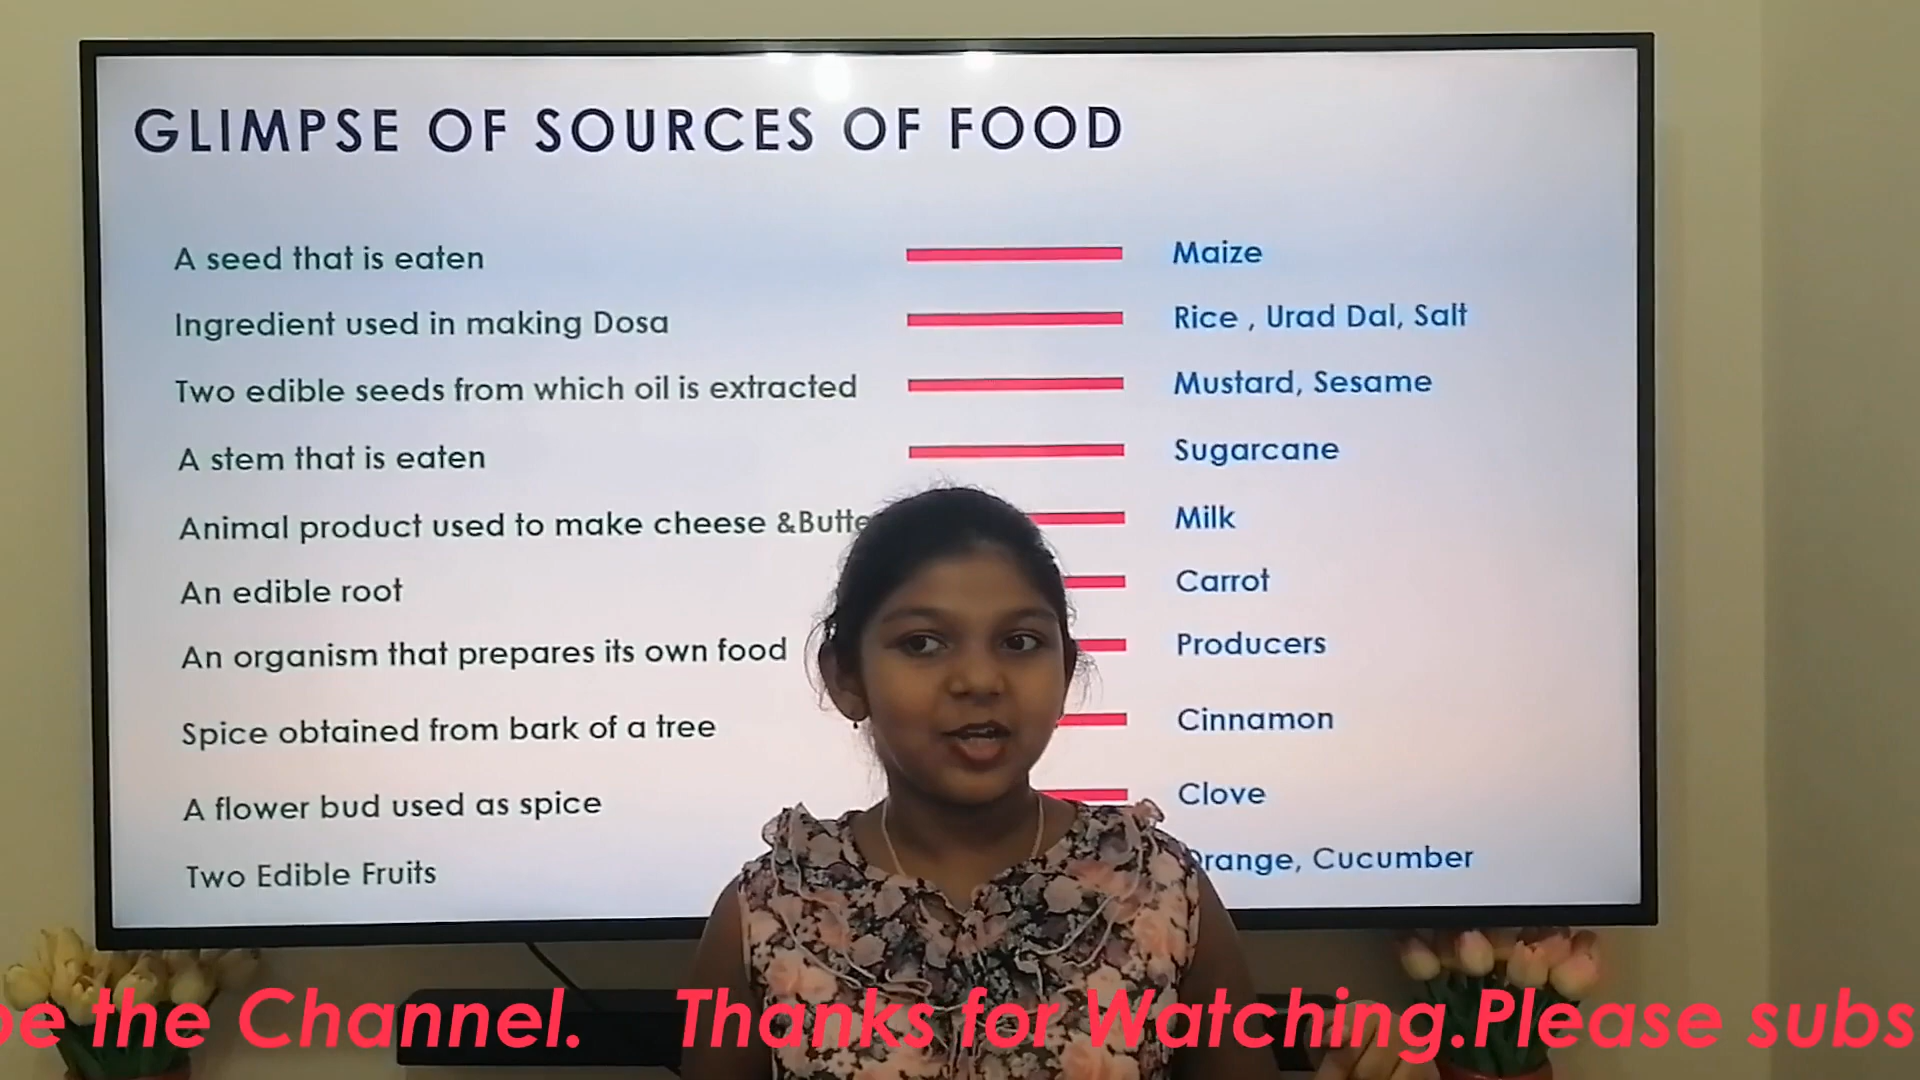 GLIMPSE OF SOURCES OF FOOD
A seed that is eaten Maize
Ingredient used in making Dosa Rice , Urad Dal, Salt
Two edible seeds from which oil is extracted Mustard, Sesame
A stem that is eaten Sugarcane
Animal product used to make cheese &Butte Milk
An edible root Carrot
An organism that prepares its own food Producers
Spice obtained from bark of a tree Cinnamon
A flower bud used as spice Clove
Two Edible Fruits Orange, Cucumber
be the Channel. Thanks for Watching.Please subs